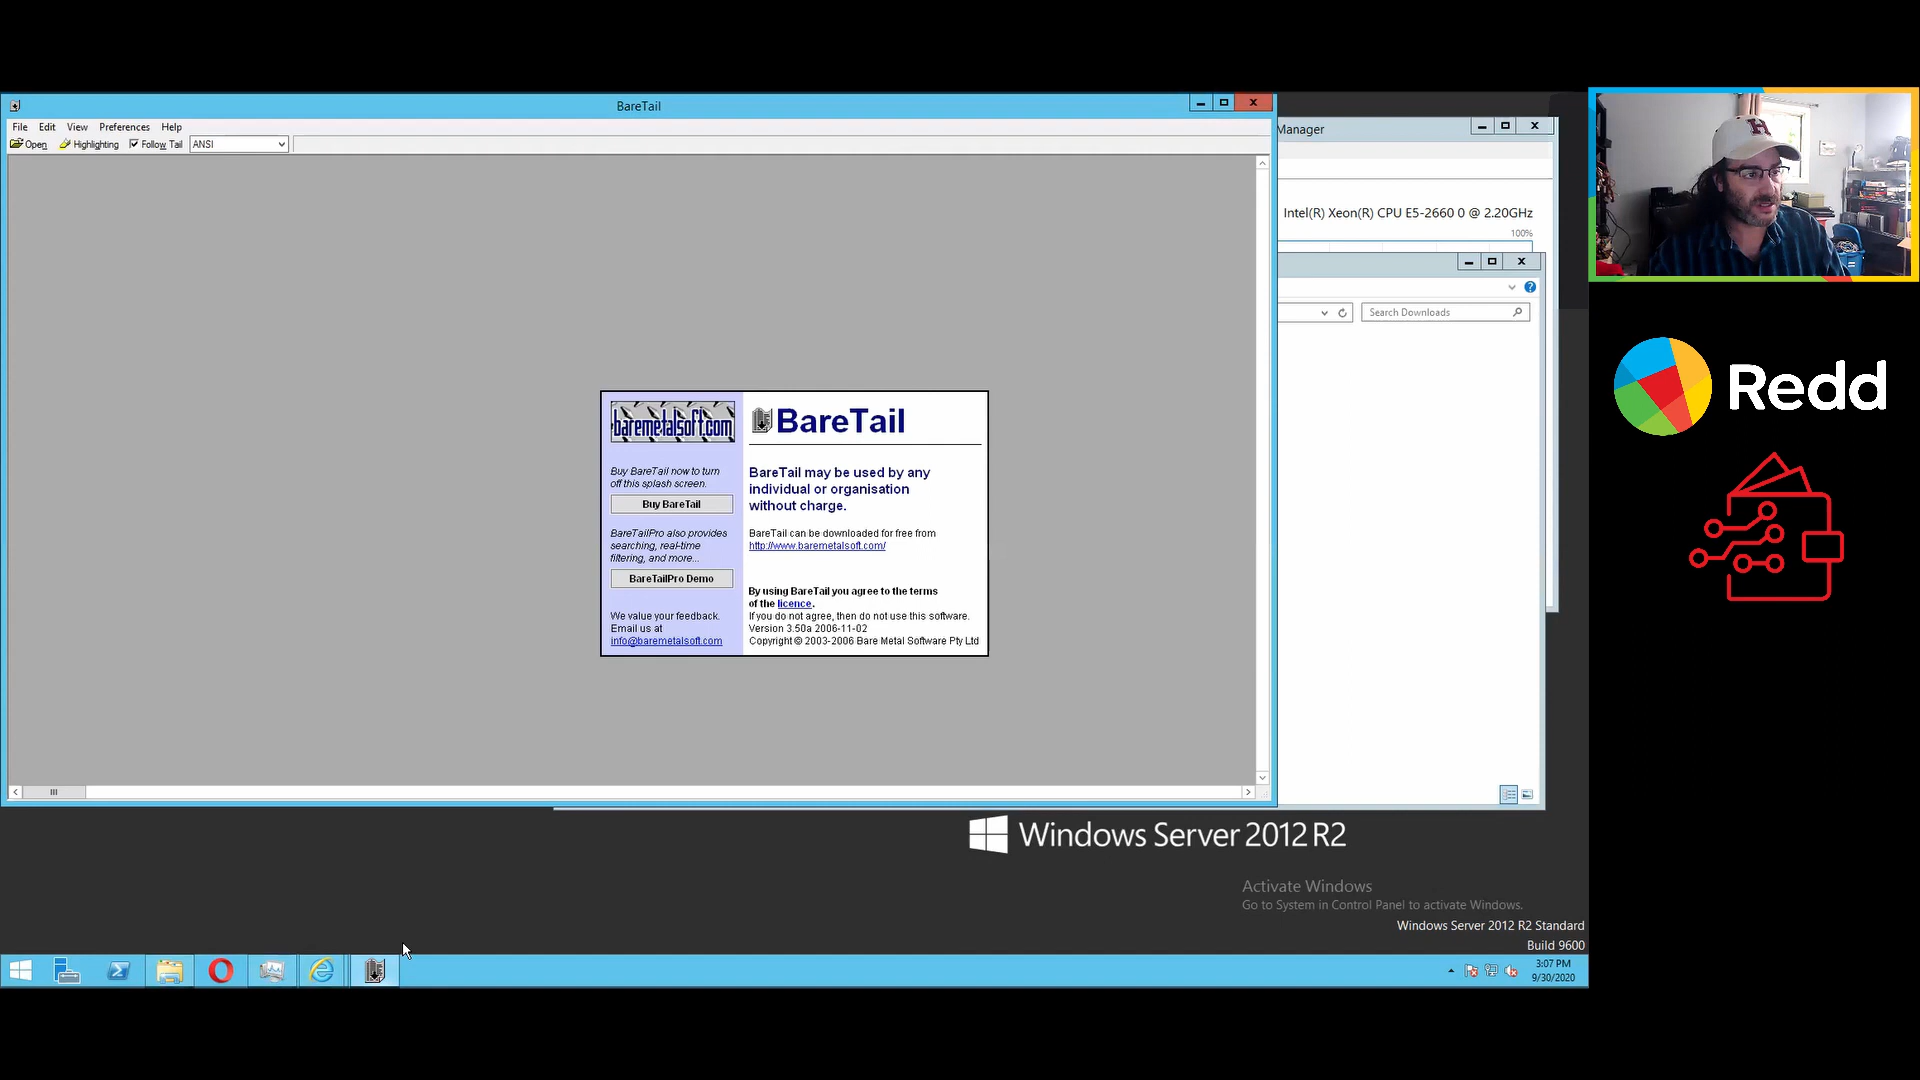 BareTail
File Edit View Preferences Help
Open Highlighting Follow Tail ANSI
Manager
Intel(R) Xeon(R) CPU E5-2660 0 @ 2.20GHz
100%
Search Downloads
baremetalsoft.com
Buy BareTail now to turn
off this splash screen.
Buy BareTail
BareTailPro also provides
searching, real-time
filtering, and more...
BareTailPro Demo
We value your feedback.
Email us at
info@baremetalsoft.com
BareTail
BareTail may be used by any
individual or organisation
without charge.
BareTail can be downloaded for free from
http://www.baremetalsoft.com/
By using BareTail you agree to the terms
of the licence.
If you do not agree, then do not use this software.
Version 3.50a 2006-11-02
Copyright © 2003-2006 Bare Metal Software Pty Ltd
H
Redd
Windows Server 2012 R2
Activate Windows
Go to System in Control Panel to activate Windows.
Windows Server 2012 R2 Standard
Build 9600
3:07 PM
9/30/2020